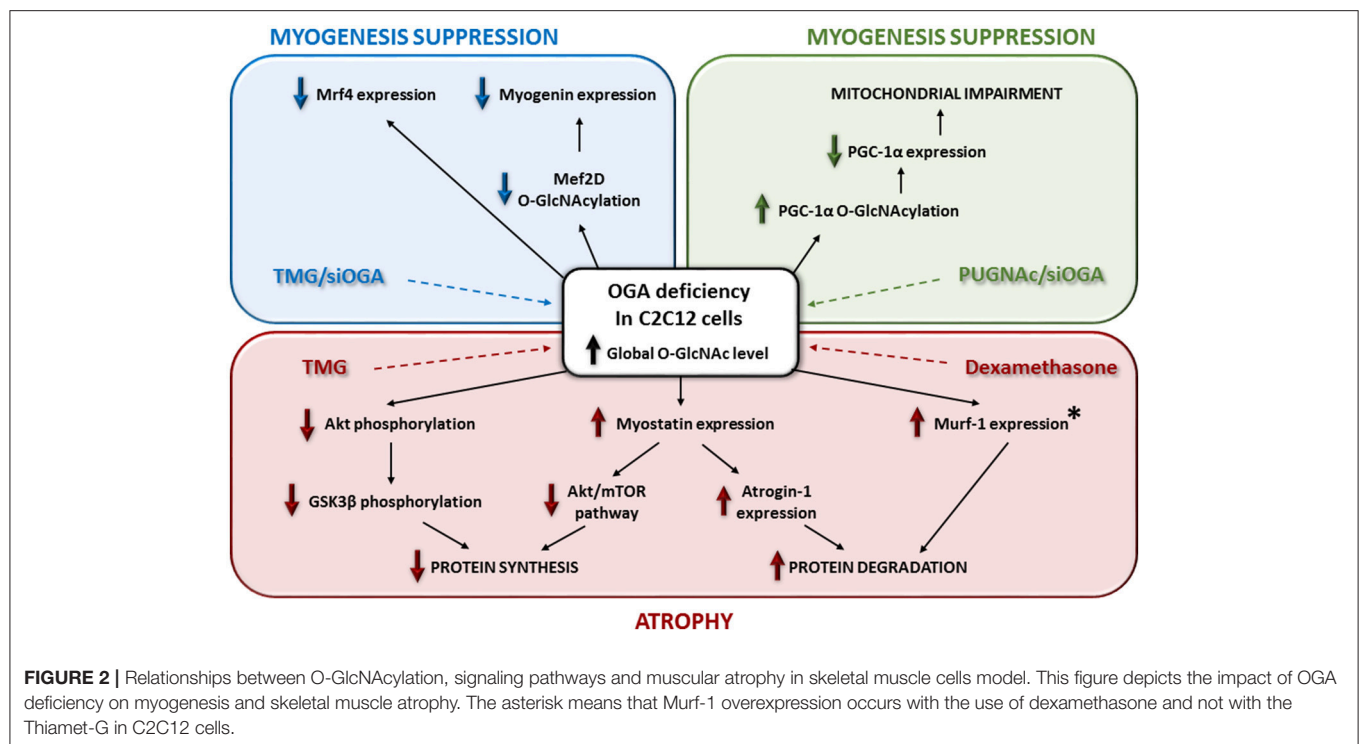 MYOGENESIS SUPPRESSION
MYOGENESIS SUPPRESSION
Mrf4 expression
Myogenin expression
Mef2D
O-GlcNAcylation
TMG/siOGA
MITOCHONDRIAL IMPAIRMENT
PGC-1α expression
PGC-1α O-GlcNAcylation
PUGNAc/siOGA
OGA deficiency
In C2C12 cells
Global O-GlcNAc level
TMG
Dexamethasone
Akt phosphorylation
Myostatin expression
Murf-1 expression*
GSK3β phosphorylation
Akt/mTOR
pathway
Atrogin-1
expression
PROTEIN SYNTHESIS
PROTEIN DEGRADATION
ATROPHY
FIGURE 2 | Relationships between O-GlcNAcylation, signaling pathways and muscular atrophy in skeletal muscle cells model. This figure depicts the impact of OGA
deficiency on myogenesis and skeletal muscle atrophy. The asterisk means that Murf-1 overexpression occurs with the use of dexamethasone and not with the
Thiamet-G in C2C12 cells.